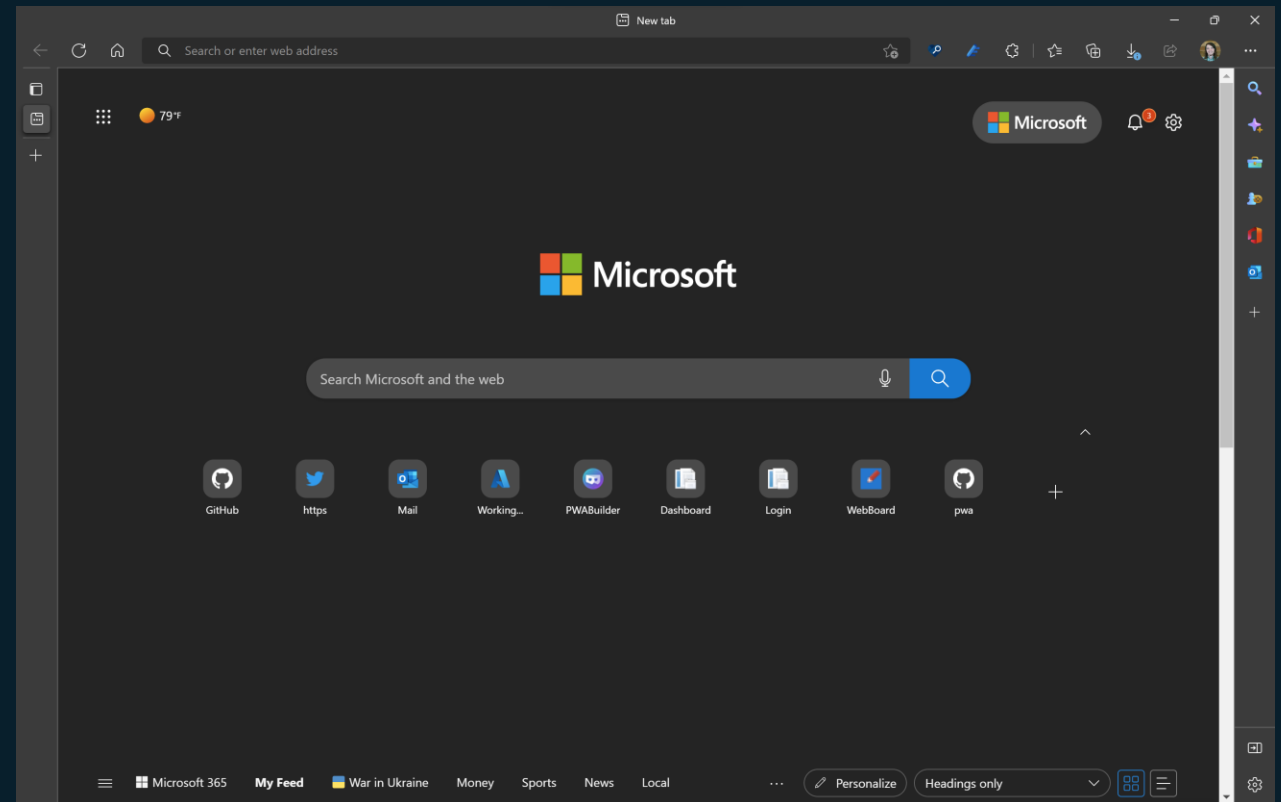 New tab
Search or enter web address
79°F
Microsoft
3
Microsoft
Search Microsoft and the web
GitHub
https
Mail
Working...
PWABuilder
Dashboard
Login
WebBoard
pwa
Microsoft 365
My Feed
War in Ukraine
Money
Sports
News
Local
Personalize
Headings only